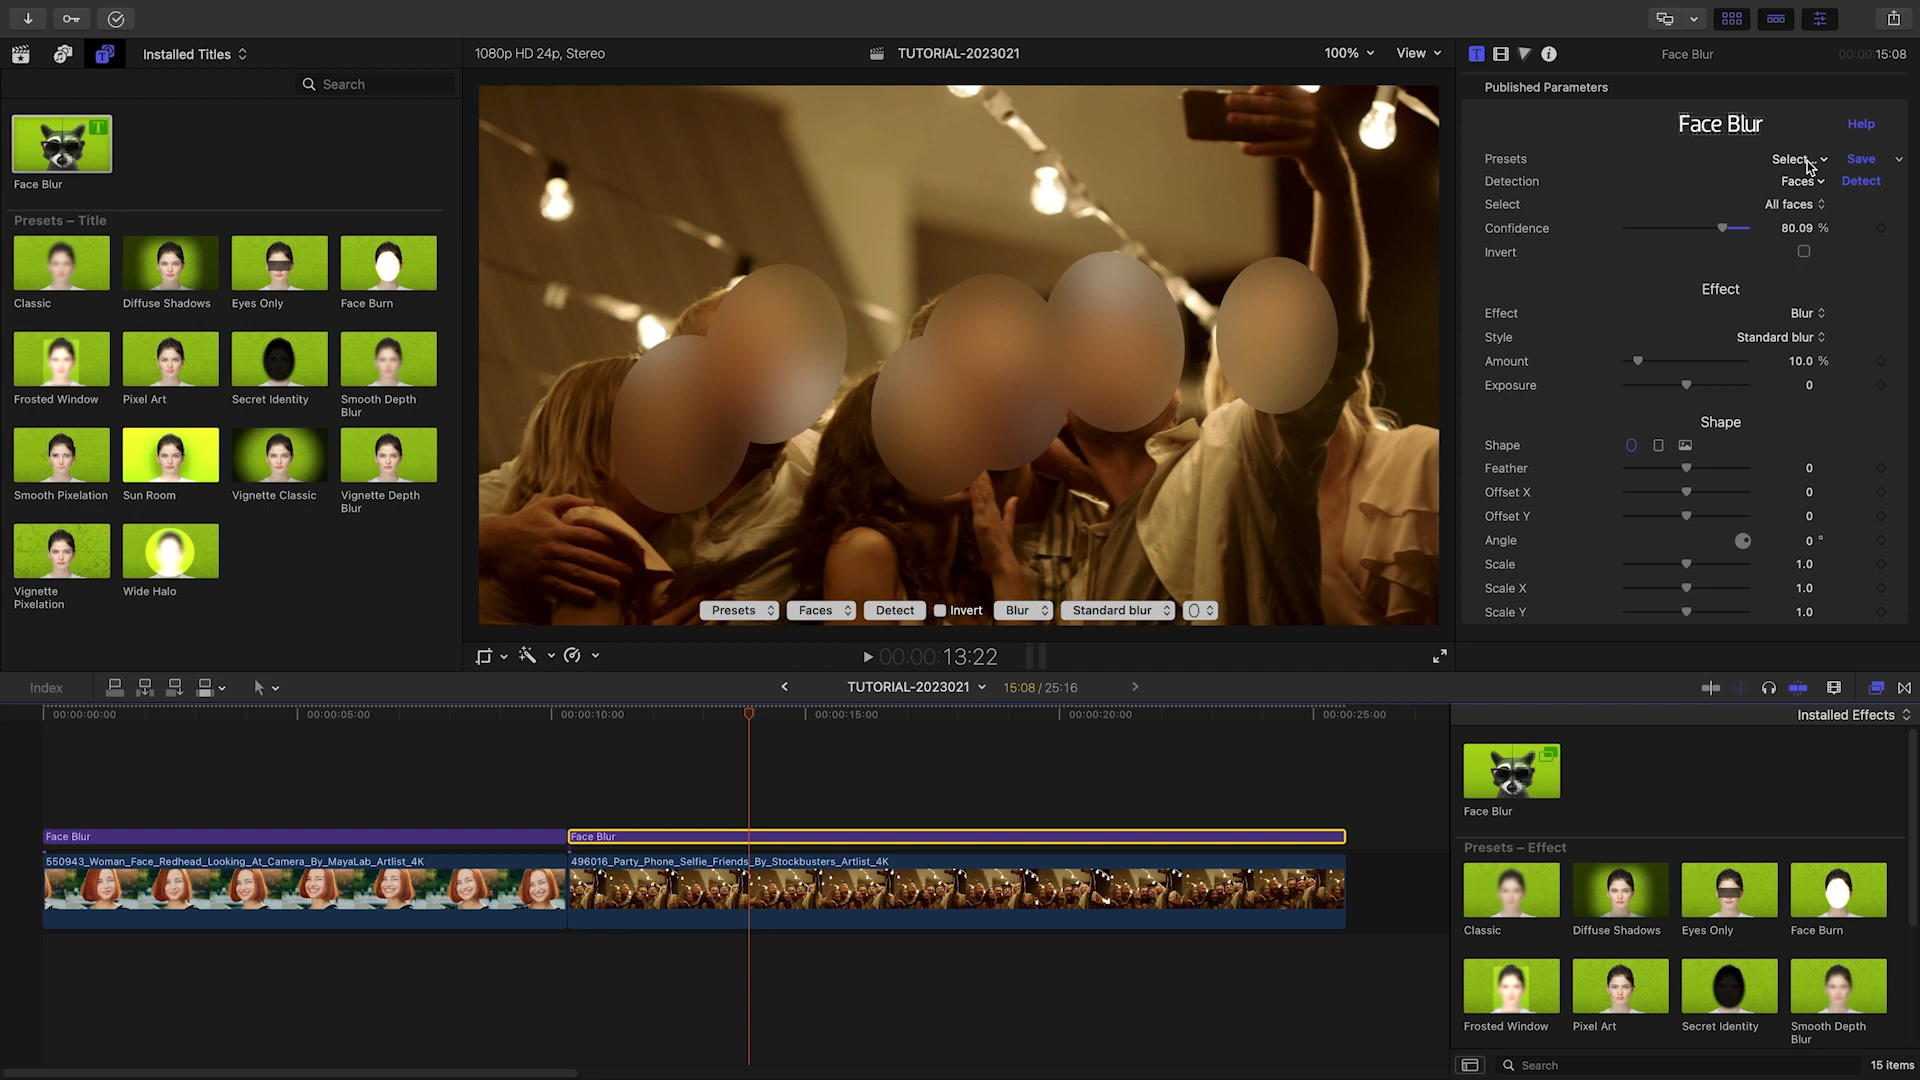 Installed Titles
1080p HD 24p, Stereo
TUTORIAL-2023021
100%
View
Face Blur
00:00:15:08
Search
Published Parameters
Face Blur
Face Blur
Help
Presets
Select...
Save
Detection
Faces
Detect
Select
All faces
Confidence
80.09 %
Invert
Effect
Effect
Blur
Style
Standard blur
Amount
10.0 %
Exposure
0
Shape
Shape
Feather
0
Offset X
0
Offset Y
0
Angle
0 °
Scale
1.0
Scale X
1.0
Scale Y
1.0
Presets – Title
Classic
Diffuse Shadows
Eyes Only
Face Burn
Frosted Window
Pixel Art
Secret Identity
Smooth Depth
Blur
Smooth Pixelation
Sun Room
Vignette Classic
Vignette Depth
Blur
Vignette
Pixelation
Wide Halo
Presets
Faces
Detect
Invert
Blur
Standard blur
00:00:13:22
Index
TUTORIAL-2023021
15:08 / 25:16
00:00:00:00
00:00:05:00
00:00:10:00
00:00:15:00
00:00:20:00
00:00:25:00
Face Blur
Face Blur
550943_Woman_Face_Redhead_Looking_At_Camera_By_MayaLab_Artlist_4K
496016_Party_Phone_Selfie_Friends_By_Stockbusters_Artlist_4K
Installed Effects
Face Blur
Presets – Effect
Classic
Diffuse Shadows
Eyes Only
Face Burn
Frosted Window
Pixel Art
Secret Identity
Smooth Depth
Blur
Search
15 items